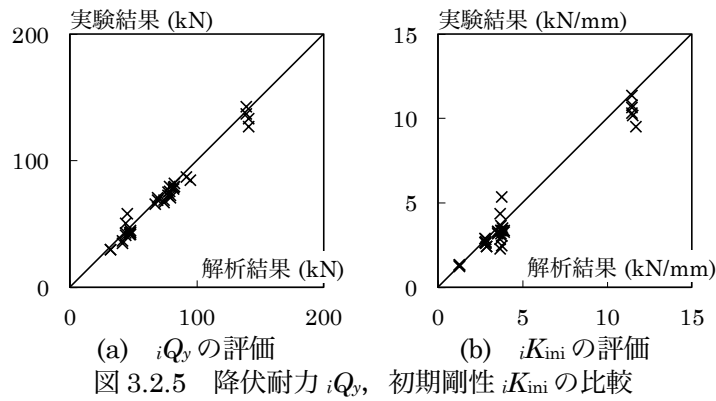 実験結果 (kN)
200
100
0
解析結果 (kN)
0 100 200
(a) iQy の評価
実験結果 (kN/mm)
15
10
5
0
解析結果 (kN/mm)
0 5 10 15
(b) iKini の評価
図 3.2.5 降伏耐力 iQy, 初期剛性 iKini の比較